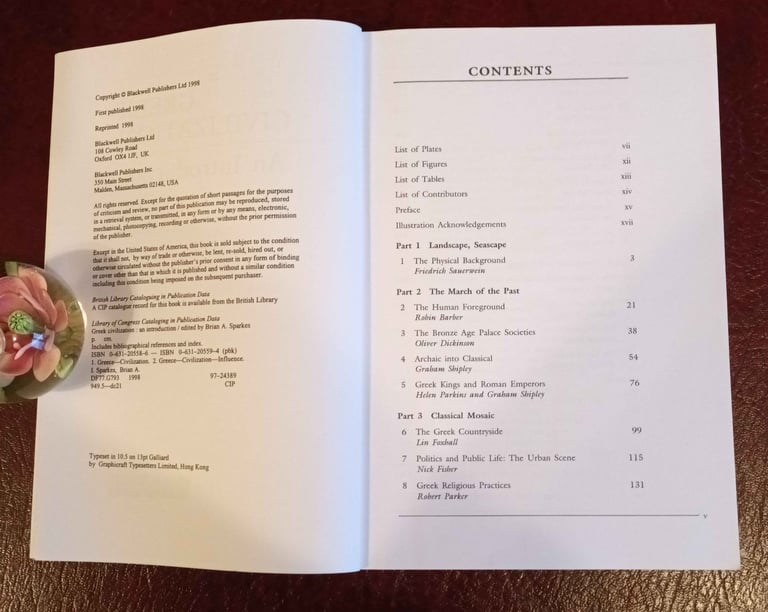 Copyright © Blackwell Publishers Ltd 1998
First published 1998
Reprinted 1998
Blackwell Publishers Ltd
108 Cowley Road
Oxford OX4 1JF, UK
Blackwell Publishers Inc
350 Main Street
Malden, Massachusetts 02148, USA
All rights reserved. Except for the quotation of short passages for the purposes
of criticism and review, no part of this publication may be reproduced, stored
in a retrieval system, or transmitted, in any form or by any means, electronic,
mechanical, photocopying, recording or otherwise, without the prior permission
of the publisher.
Except in the United States of America, this book is sold subject to the condition
that it shall not, by way of trade or otherwise, be lent, re-sold, hired out, or
otherwise circulated without the publisher's prior consent in any form of binding
or cover other than that in which it is published and without a similar condition
including this condition being imposed on the subsequent purchaser.
British Library Cataloguing in Publication Data
A CIP catalogue record for this book is available from the British Library
Library of Congress Cataloging in Publication Data
Greek civilization : an introduction / edited by Brian A. Sparkes
p. cm.
Includes bibliographical references and index.
ISBN 0-631-20558-6 — ISBN 0-631-20559-4 (pbk)
1. Greece—Civilization. 2. Greece—Civilization—Influence.
I. Sparkes, Brian A.
DF77.G793 1998 97-24389
949.5—dc21 CIP
Typeset in 10.5 on 13pt Galliard
by Graphicraft Typesetters Limited, Hong Kong
CONTENTS
List of Plates vii
List of Figures xii
List of Tables xiii
List of Contributors xiv
Preface xv
Illustration Acknowledgements xvii
Part 1 Landscape, Seascape
1 The Physical Background 3
Friedrich Sauerwein
Part 2 The March of the Past
2 The Human Foreground 21
Robin Barber
3 The Bronze Age Palace Societies 38
Oliver Dickinson
4 Archaic into Classical 54
Graham Shipley
5 Greek Kings and Roman Emperors 76
Helen Parkins and Graham Shipley
Part 3 Classical Mosaic
6 The Greek Countryside 99
Lin Foxhall
7 Politics and Public Life: The Urban Scene 115
Nick Fisher
8 Greek Religious Practices 131
Robert Parker
v